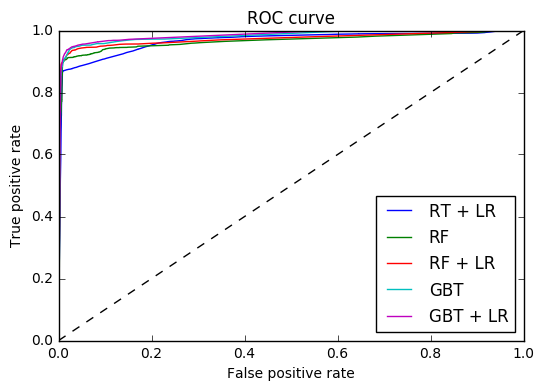 ROC curve
1.0
0.8
0.6
0.4
0.2
0.0
True positive rate
0.0 0.2 0.4 0.6 0.8 1.0
False positive rate
RT + LR
RF
RF + LR
GBT
GBT + LR